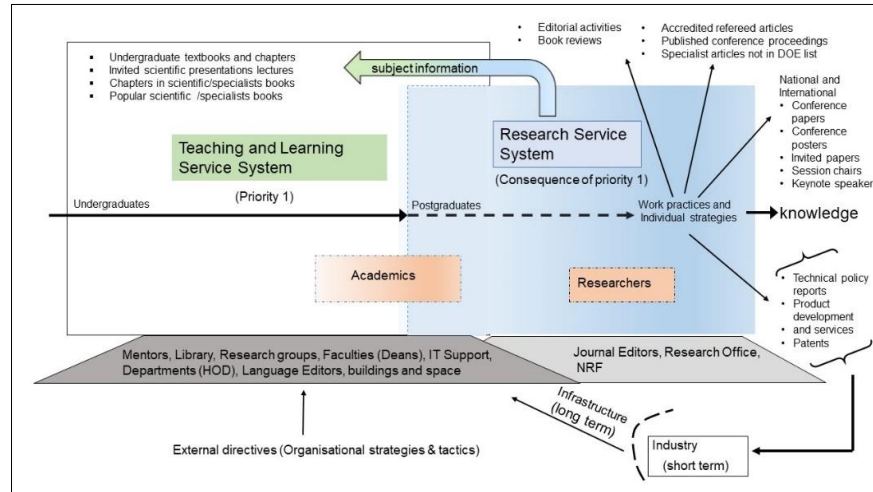 • Editorial activities
• Book reviews
• Accredited refereed articles
• Published conference proceedings
• Specialist articles not in DOE list
• Undergraduate textbooks and chapters
• Invited scientific presentations lectures
• Chapters in scientific/specialists books
• Popular scientific /specialists books
subject information
National and
International
• Conference
papers
• Conference
posters
• Invited papers
• Session chairs
• Keynote speaker
Teaching and Learning
Service System
(Priority 1)
Research Service
System
(Consequence of priority 1)
Undergraduates
Postgraduates
Work practices and
Individual strategies
knowledge
Academics
Researchers
• Technical policy
reports
• Product
development
• and services
• Patents
Mentors, Library, Research groups, Faculties (Deans), IT Support,
Departments (HOD), Language Editors, buildings and space
Journal Editors, Research Office,
NRF
Infrastructure
(long term)
External directives (Organisational strategies & tactics)
Industry
(short term)